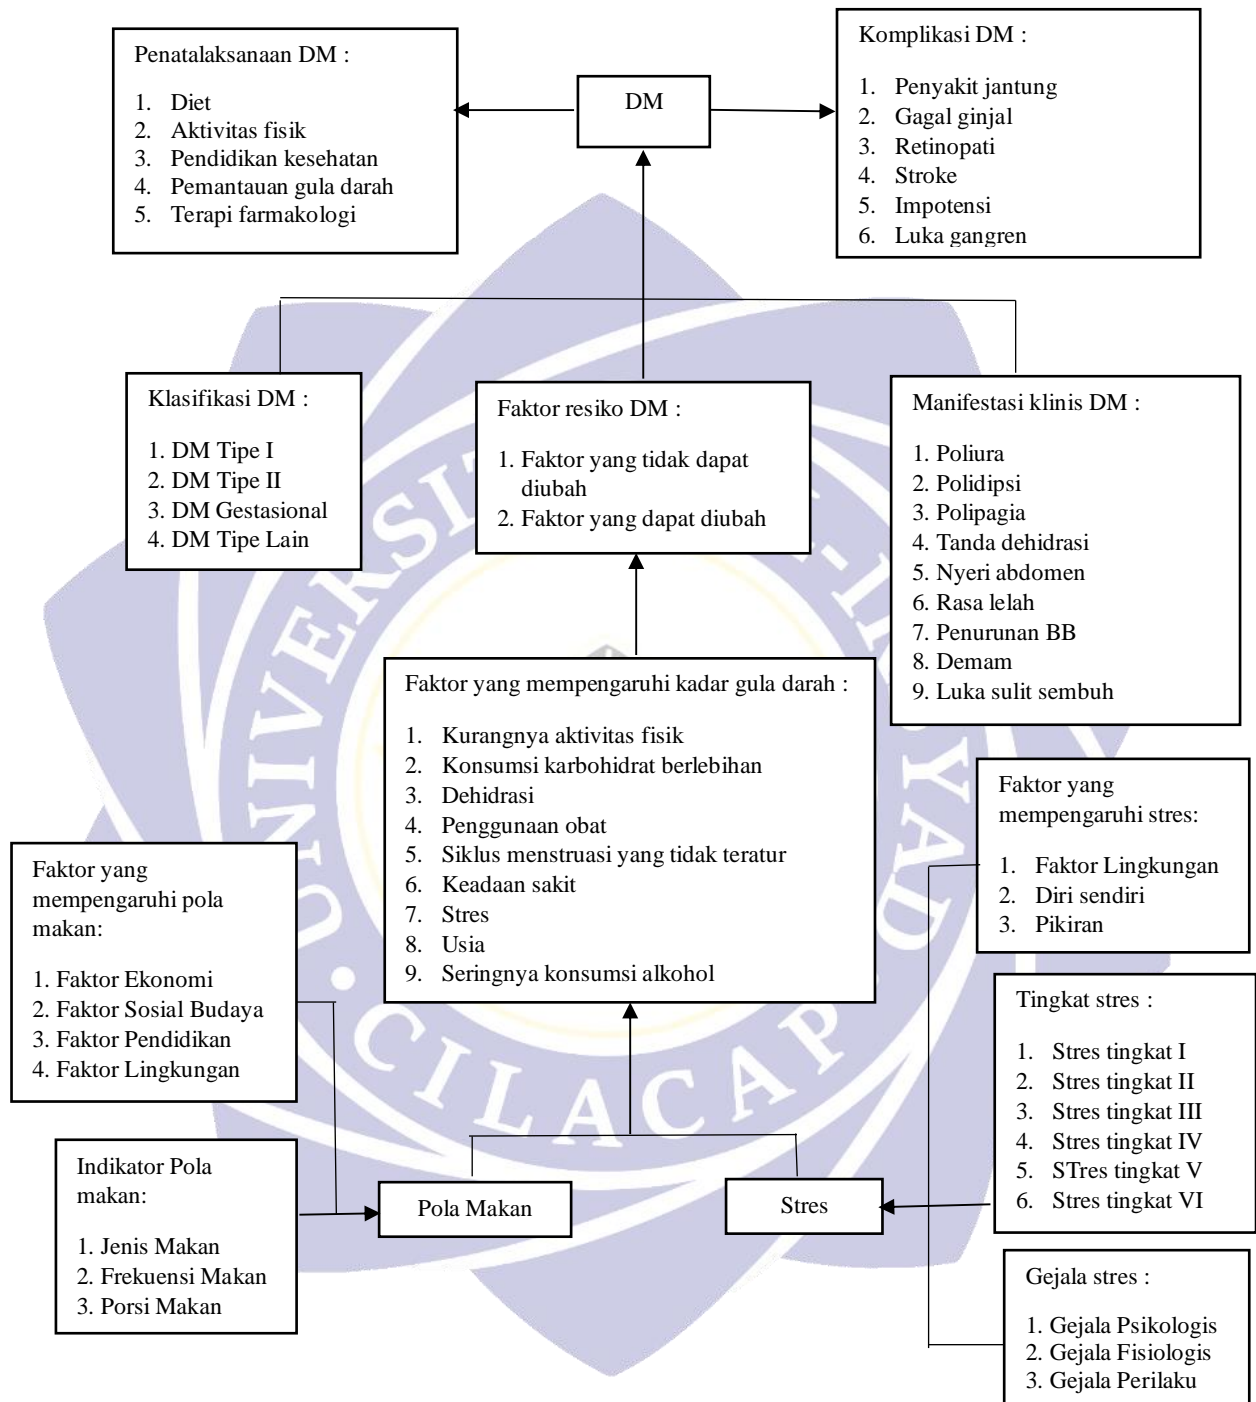 Penatalaksanaan DM :
1. Diet
2. Aktivitas fisik
3. Pendidikan kesehatan
4. Pemantauan gula darah
5. Terapi farmakologi
DM
Komplikasi DM :
1. Penyakit jantung
2. Gagal ginjal
3. Retinopati
4. Stroke
5. Impotensi
6. Luka gangren
Klasifikasi DM :
1. DM Tipe I
2. DM Tipe II
3. DM Gestasional
4. DM Tipe Lain
Faktor resiko DM :
1. Faktor yang tidak dapat
diubah
2. Faktor yang dapat diubah
Manifestasi klinis DM :
1. Poliura
2. Polidipsi
3. Polipagia
4. Tanda dehidrasi
5. Nyeri abdomen
6. Rasa lelah
7. Penurunan BB
8. Demam
9. Luka sulit sembuh
Faktor yang mempengaruhi kadar gula darah :
1. Kurangnya aktivitas fisik
2. Konsumsi karbohidrat berlebihan
3. Dehidrasi
4. Penggunaan obat
5. Siklus menstruasi yang tidak teratur
6. Keadaan sakit
7. Stres
8. Usia
9. Seringnya konsumsi alkohol
Faktor yang
mempengaruhi stres:
1. Faktor Lingkungan
2. Diri sendiri
3. Pikiran
Faktor yang
mempengaruhi pola
makan:
1. Faktor Ekonomi
2. Faktor Sosial Budaya
3. Faktor Pendidikan
4. Faktor Lingkungan
Tingkat stres :
1. Stres tingkat I
2. Stres tingkat II
3. Stres tingkat III
4. Stres tingkat IV
5. STres tingkat V
6. Stres tingkat VI
Indikator Pola
makan:
1. Jenis Makan
2. Frekuensi Makan
3. Porsi Makan
Pola Makan
Stres
Gejala stres :
1. Gejala Psikologis
2. Gejala Fisiologis
3. Gejala Perilaku
CILACAP